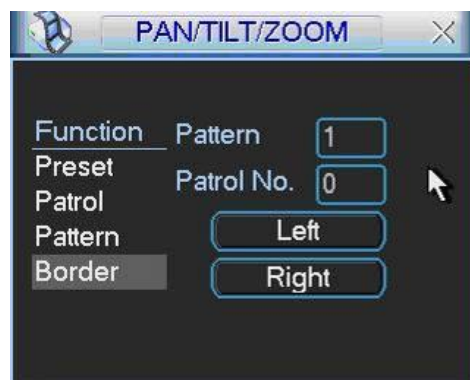 PAN/TILT/ZOOM
Function
Preset
Patrol
Pattern
Border
Pattern 1
Patrol No. 0
Left
Right